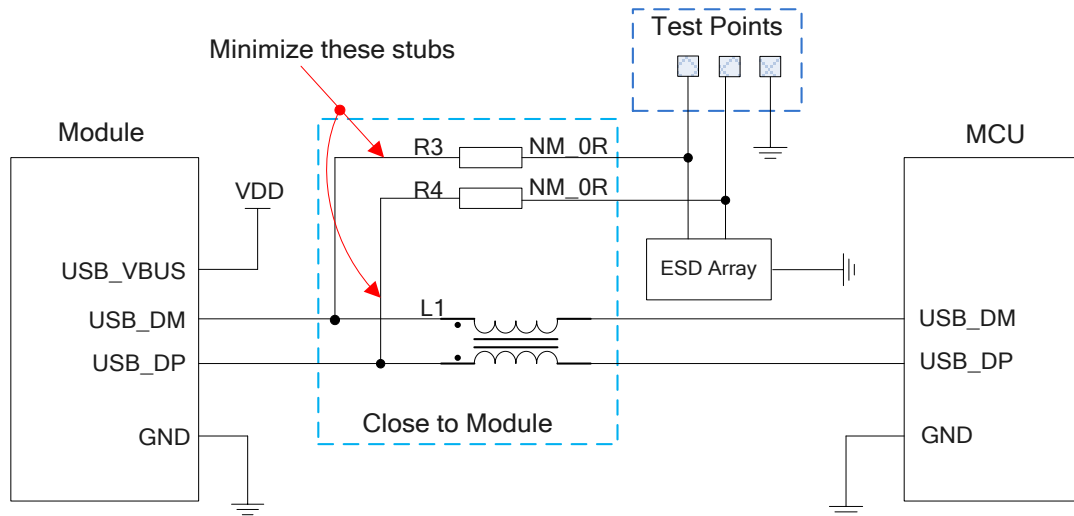 Test Points
Minimize these stubs
Module
MCU
R3
NM_0R
R4
NM_0R
VDD
ESD Array
USB_VBUS
L1
USB_DM
USB_DM
USB_DP
USB_DP
Close to Module
GND
GND